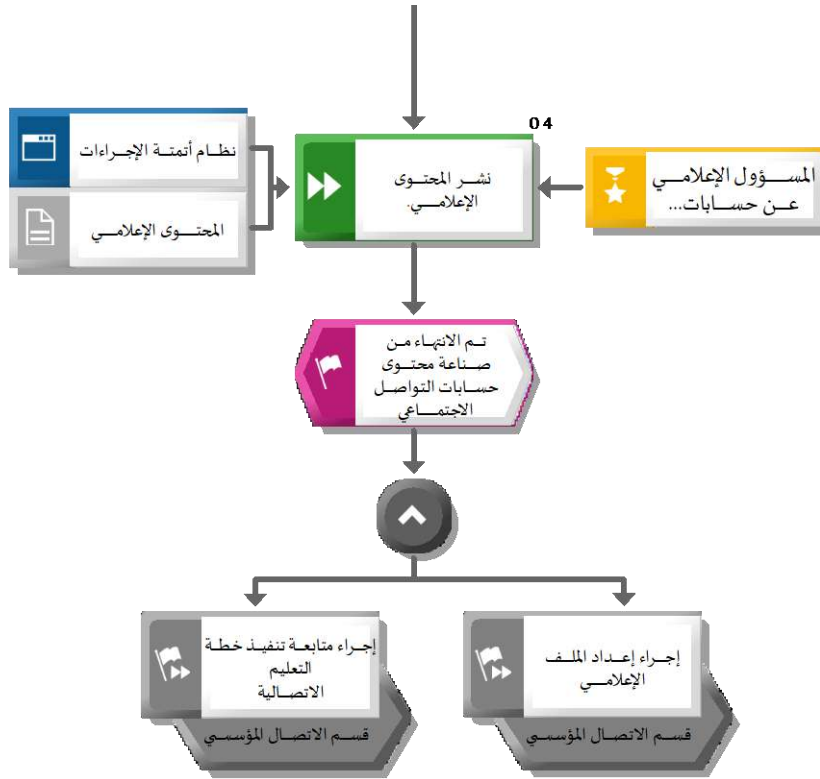 04
المسؤول الإعلامي
عن حسابات...
نشر المحتوى
الإعلامي.
نظام أتمتة الإجراءات
المحتوى الإعلامي
تم الانتهاء من
صناعة محتوى
حسابات التواصل
الاجتماعي
إجراء إعداد الملف
الإعلامي
قسم الاتصال المؤسسي
إجراء متابعة تنفيذ خطة
التعليم
الاتصالية
قسم الاتصال المؤسسي